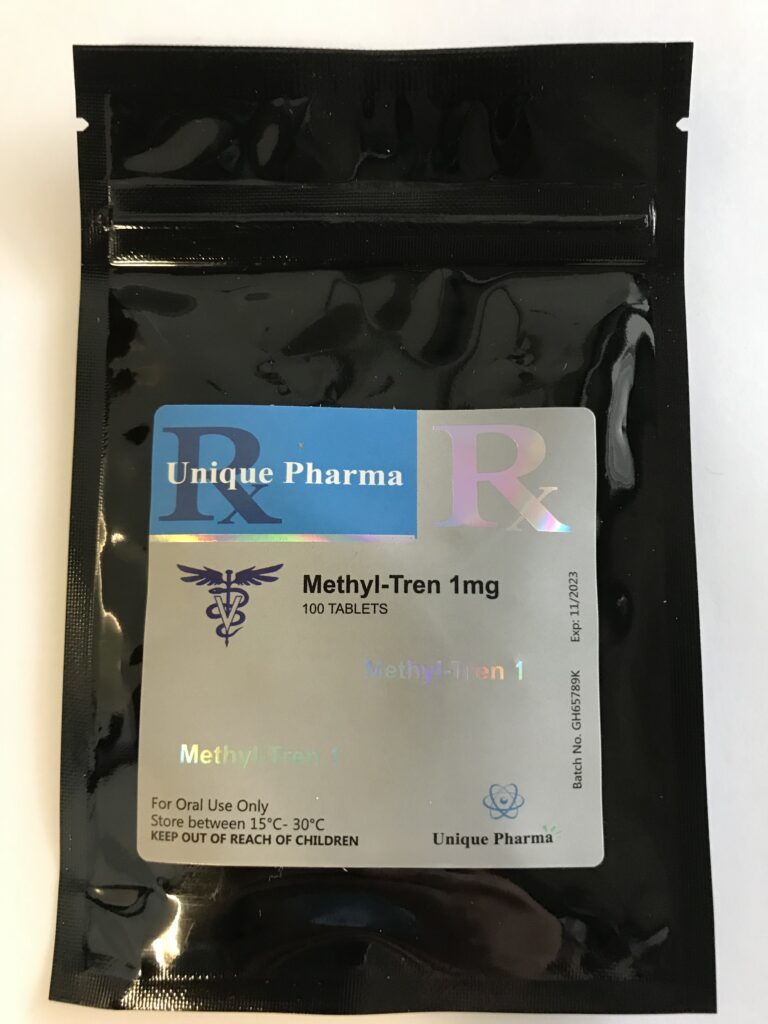 Rx
Unique Pharma
Rx
V
Methyl-Tren 1mg
100 TABLETS
Methyl-Tren 1
Methyl-Tren 1
For Oral Use Only
Store between 15°C- 30°C
KEEP OUT OF REACH OF CHILDREN
Unique Pharma
Batch No. GH65789K Exp: 11/2023